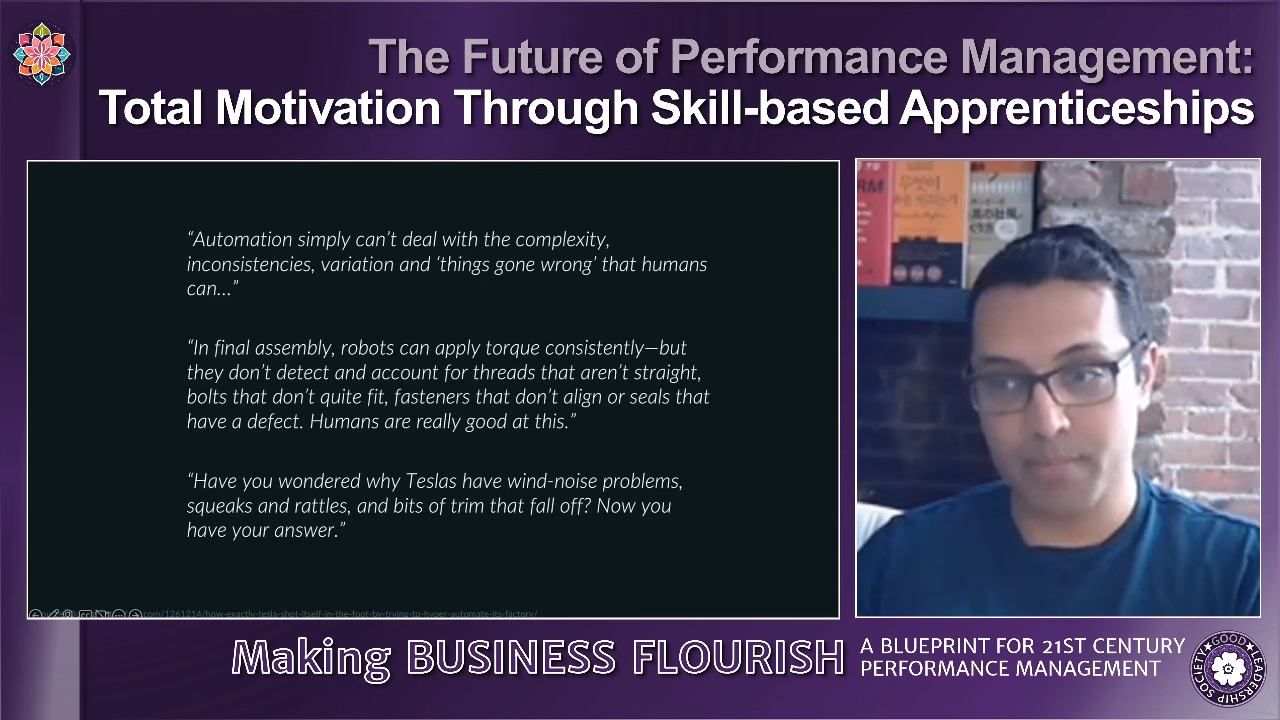 The Future of Performance Management:
Total Motivation Through Skill-based Apprenticeships
“Automation simply can’t deal with the complexity,
inconsistencies, variation and ‘things gone wrong’ that humans
can...”
“In final assembly, robots can apply torque consistently—but
they don’t detect and account for threads that aren’t straight,
bolts that don’t quite fit, fasteners that don’t align or seals that
have a defect. Humans are really good at this.”
“Have you wondered why Teslas have wind-noise problems,
squeaks and rattles, and bits of trim that fall off? Now you
have your answer.”
com/1261214/how-exactly-tesla-shot-itself-in-the-foot-by-trying-to-hyper-automate-its-factory/
무엇이
Making BUSINESS FLOURISH
A BLUEPRINT FOR 21ST CENTURY
PERFORMANCE MANAGEMENT
GOOD LEADERSHIP SOCIETY